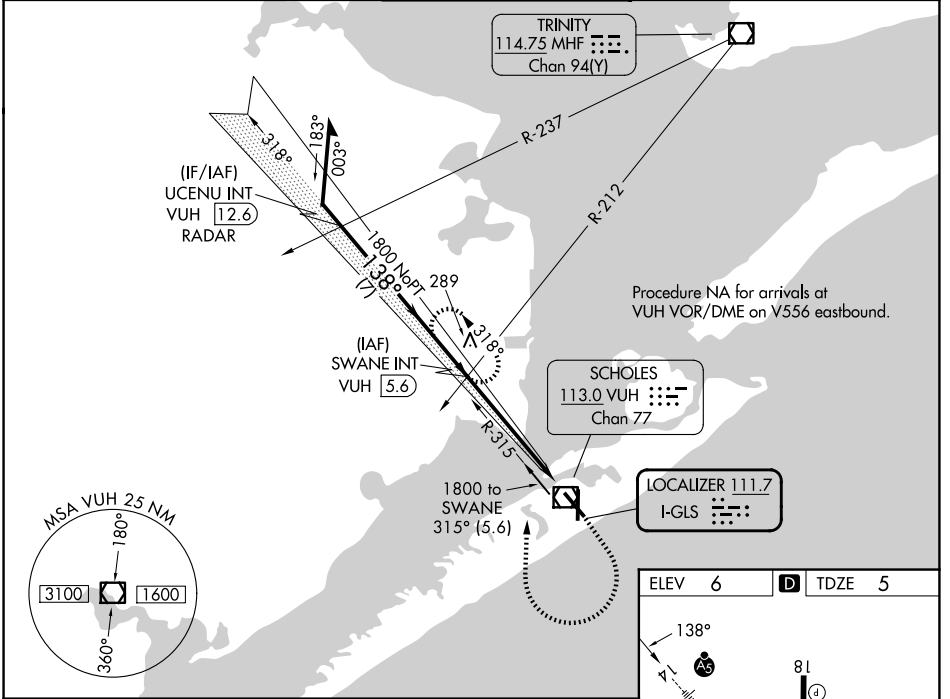 TRINITY
114.75 MHF
Chan 94(Y)
R-237
R-212
318°
183°
003°
(IF/IAF)
UCENU INT
VUH 12.6
RADAR
1800 NoPT
138°
(7)
289
318°
Procedure NA for arrivals at
VUH VOR/DME on V556 eastbound.
(IAF)
SWANE INT
VUH 5.6
SCHOLES
113.0 VUH
Chan 77
R-315
1800 to
SWANE
315° (5.6)
LOCALIZER 111.7
I-GLS
MSA VUH 25 NM
180°
3100
1600
360°
ELEV 6 D TDZE 5
138°
A5
14
18
P